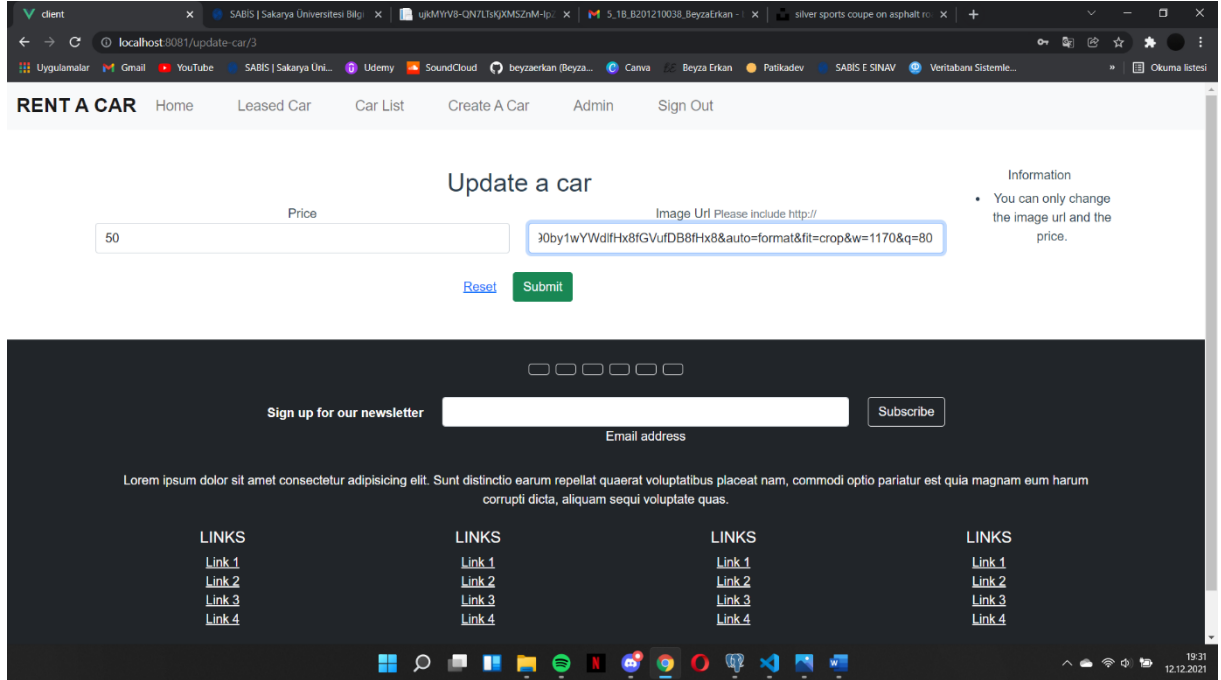 client
SABİS | Sakarya Üniversitesi Bilgi
ujkMYrV8-QN7LTsKjXMSZnM-Ip2
5_1B_B201210038_BeyzaErkan -
silver sports coupe on asphalt ro
localhost:8081/update-car/3
Uygulamalar Gmail YouTube SABİS | Sakarya Üni... Udemy SoundCloud beyzaerkan (Beyza... Canva Beyza Erkan Patikadev SABİS E SINAV Veritabanı Sistemle... » Okuma listesi
RENT A CAR Home Leased Car Car List Create A Car Admin Sign Out
Update a car
Price
50
Image Url Please include http://
90by1wYWdlfHx8fGVufDB8fHx8&auto=format&fit=crop&w=1170&q=80
Reset Submit
Information
• You can only change
the image url and the
price.
Sign up for our newsletter
Email address
Subscribe
Lorem ipsum dolor sit amet consectetur adipisicing elit. Sunt distinctio earum repellat quaerat voluptatibus placeat nam, commodi optio pariatur est quia magnam eum harum
corrupti dicta, aliquam sequi voluptate quas.
LINKS
Link 1
Link 2
Link 3
Link 4
LINKS
Link 1
Link 2
Link 3
Link 4
LINKS
Link 1
Link 2
Link 3
Link 4
LINKS
Link 1
Link 2
Link 3
Link 4
19:31
12.12.2021